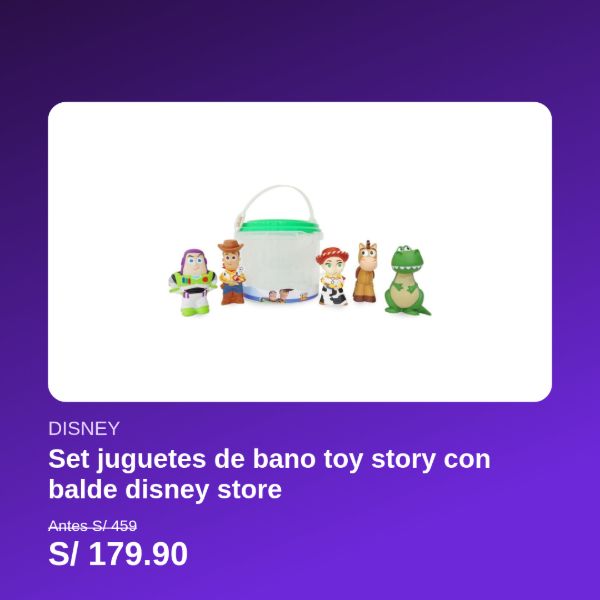 DISNEY
Set juguetes de bano toy story con
balde disney store
Antes S/ 459
S/ 179.90